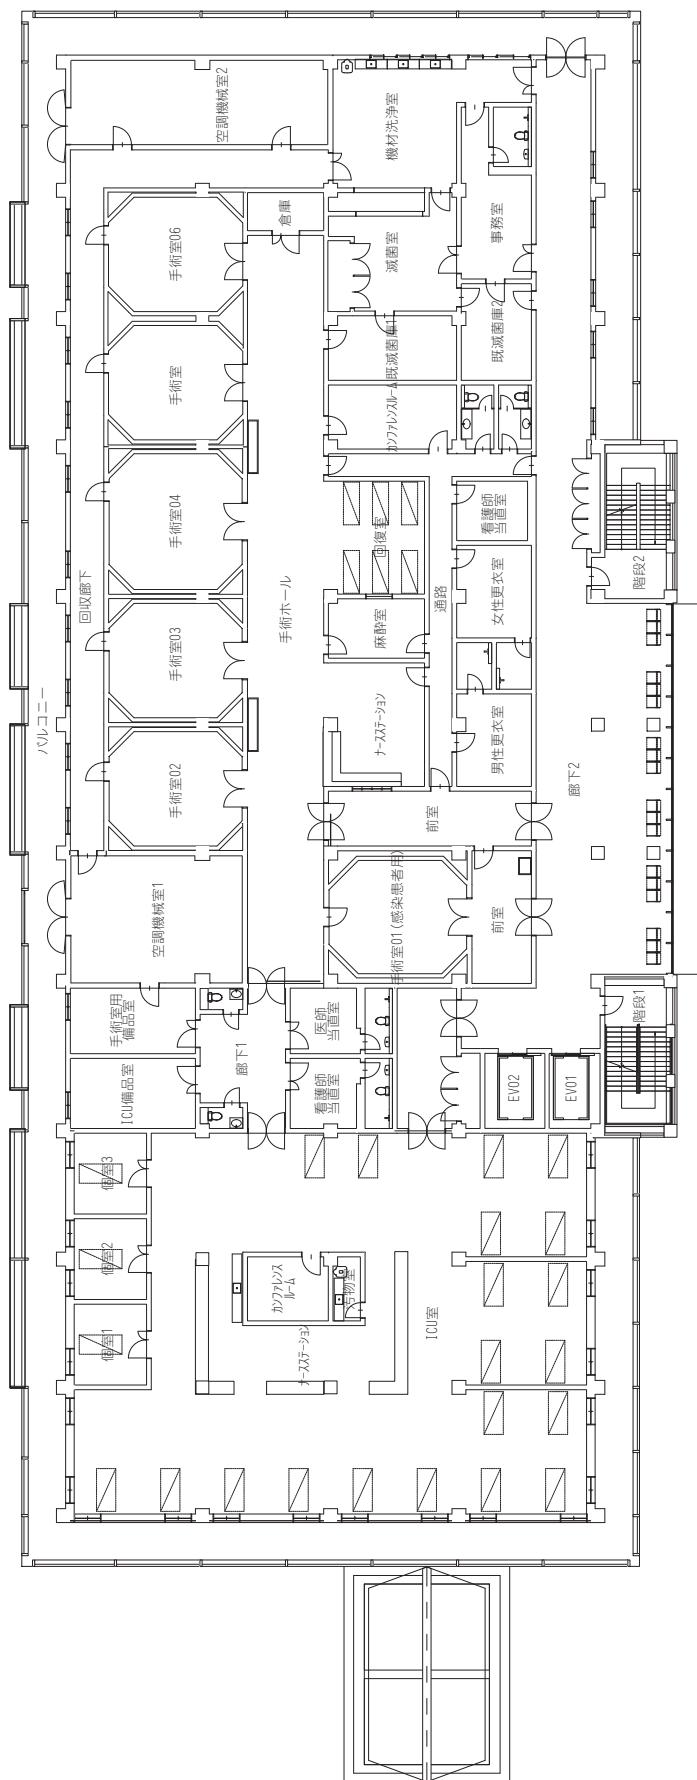 バルコニー
回収廊下
空調機械室2
手術室06
手術室
手術室04
手術室03
手術室02
空調機械室1
手術室用
備品室
ICU備品室
個室3
個室2
個室1
倉庫
手術ホール
廊下1
機材洗浄室
滅菌室
既滅菌庫1
カンファレンスルーム
回復室
麻酔室
ナースステーション
通路
前室
手術室01(感染患者用)
前室
医師
当直室
看護師
当直室
事務室
既滅菌庫2
看護師
当直室
女性更衣室
男性更衣室
廊下2
階段2
階段1
EV02
EV01
カンファレンス
ルーム
汚物室
ナースステーション
ICU室